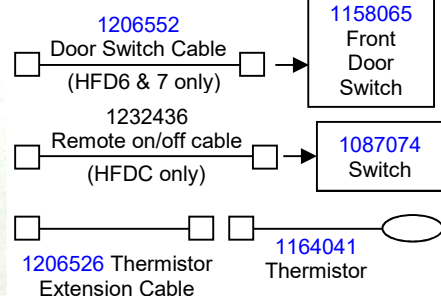 1206552
Door Switch Cable
(HFD6 & 7 only)
1158065
Front
Door
Switch
1232436
Remote on/off cable
(HFDC only)
1087074
Switch
1206526 Thermistor
Extension Cable
1164041
Thermistor